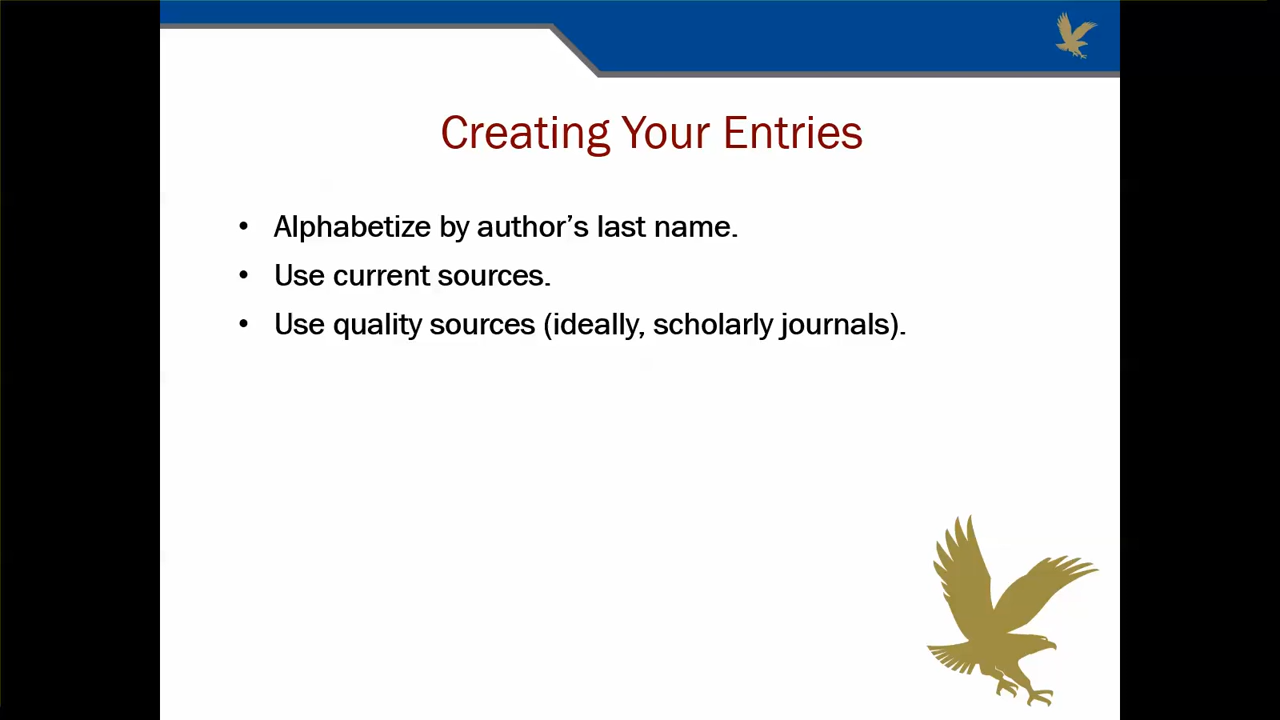 Creating Your Entries
• Alphabetize by author’s last name.
• Use current sources.
• Use quality sources (ideally, scholarly journals).